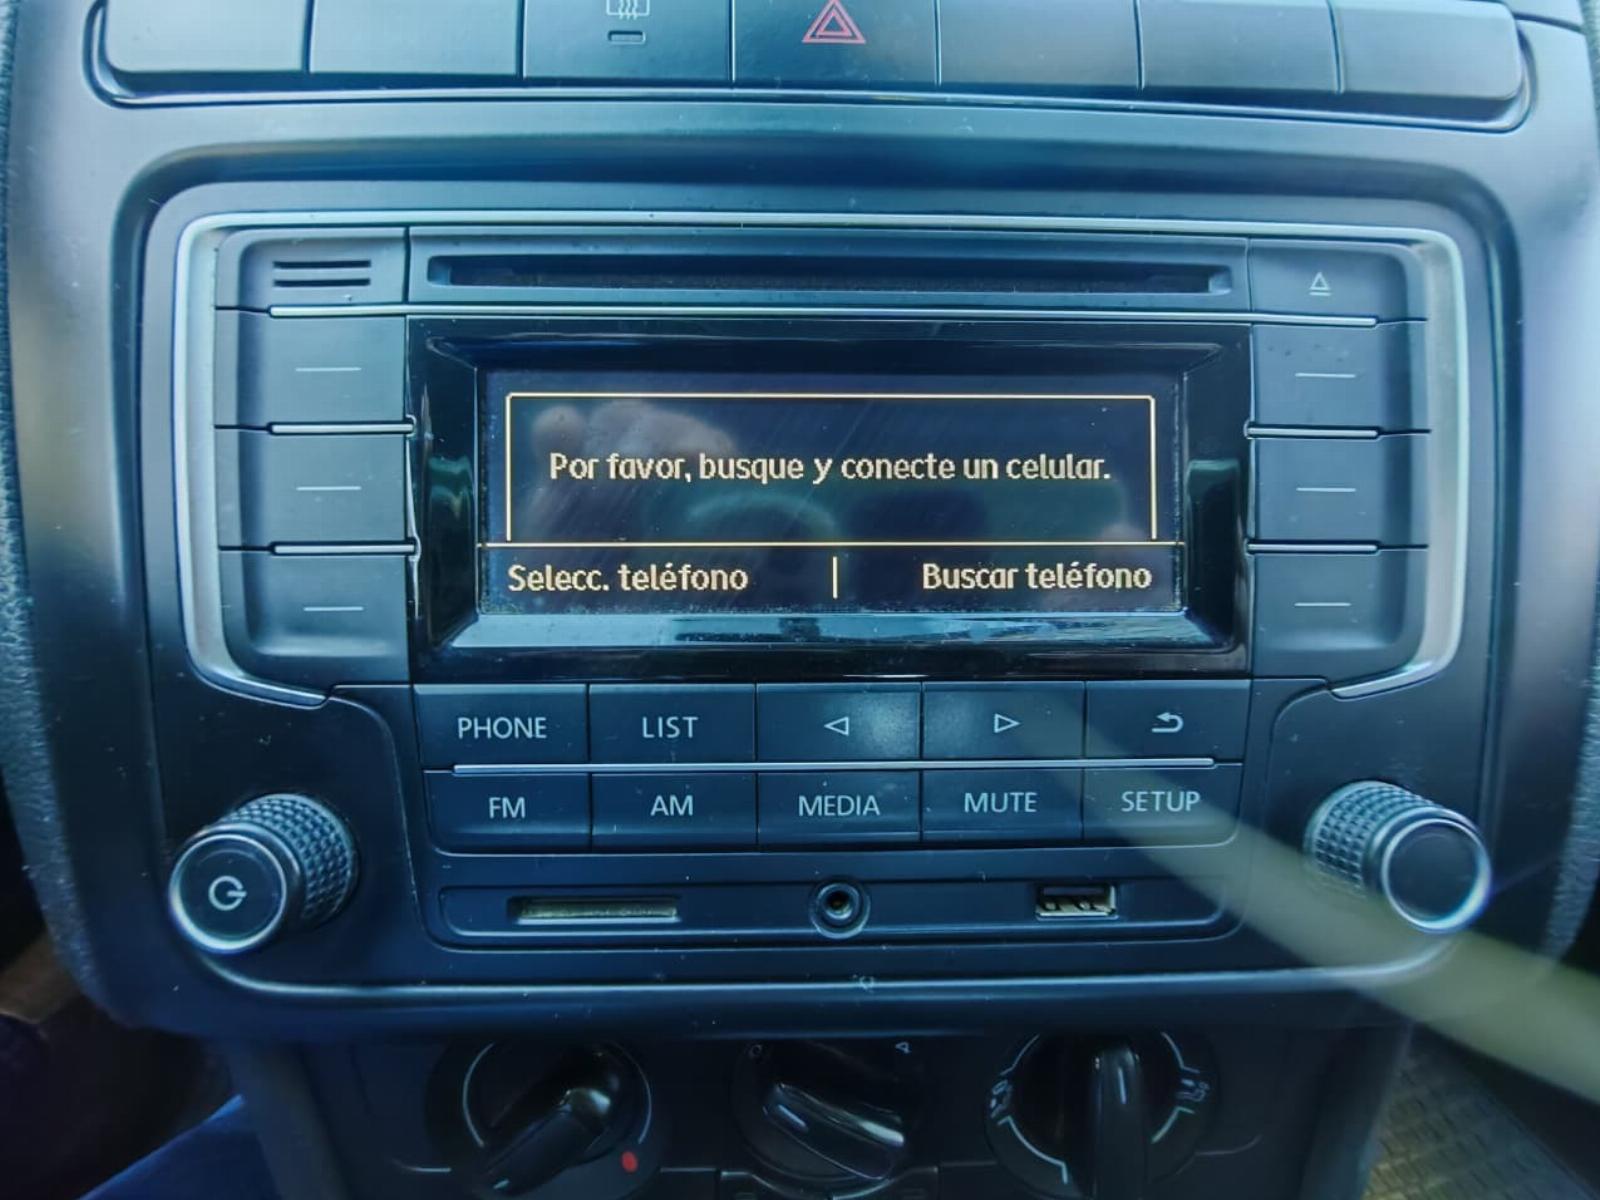 Por favor, busque y conecte un celular.
Selecc. teléfono | Buscar teléfono
PHONE LIST
FM AM MEDIA MUTE SETUP